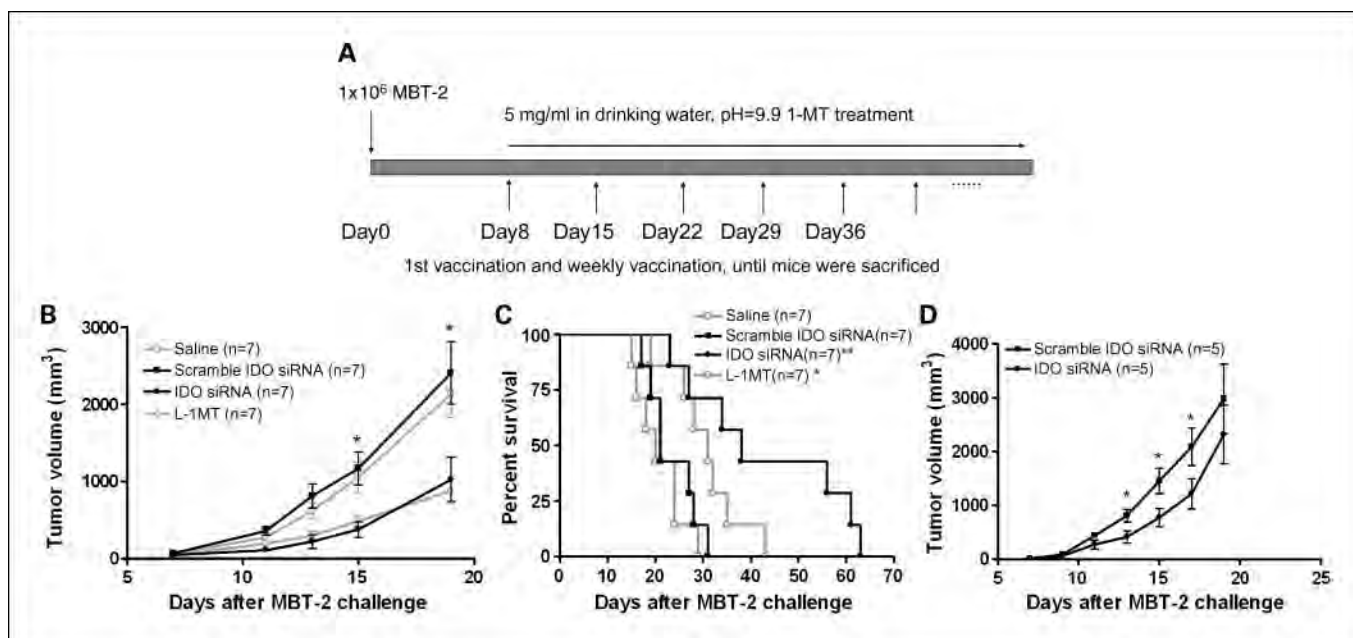 A
1x10⁶ MBT-2
5 mg/ml in drinking water, pH=9.9 1-MT treatment
......
Day0 Day8 Day15 Day22 Day29 Day36
1st vaccination and weekly vaccination, until mice were sacrificed
B
3000
2000
1000
0
Tumor volume (mm³)
Saline (n=7)
Scramble IDO siRNA (n=7)
IDO siRNA (n=7)
L-1MT (n=7)
*
*
5 10 15 20
Days after MBT-2 challenge
C
Saline (n=7)
Scramble IDO siRNA(n=7)
IDO siRNA(n=7)**
L-1MT(n=7) *
100
75
50
25
0
Percent survival
0 10 20 30 40 50 60 70
Days after MBT-2 challenge
D
4000
3000
2000
1000
0
Tumor volume (mm³)
Scramble IDO siRNA (n=5)
IDO siRNA (n=5)
*
*
*
5 10 15 20 25
Days after MBT-2 challenge